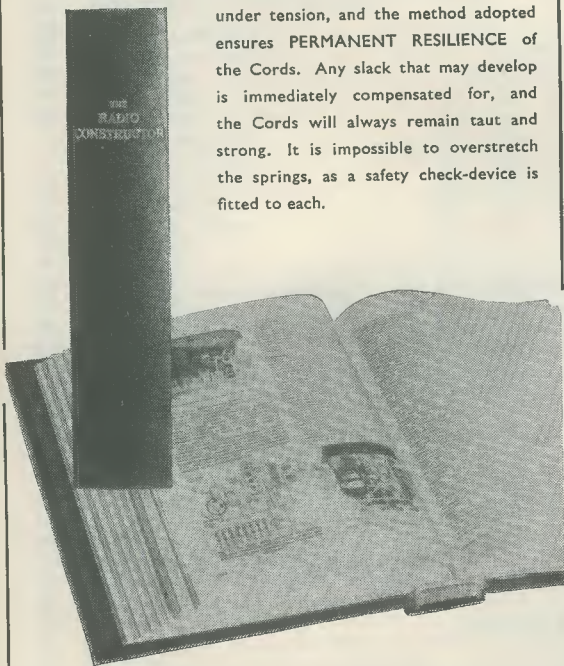 under tension, and the method adopted
ensures PERMANENT RESILIENCE of
the Cords. Any slack that may develop
is immediately compensated for, and
the Cords will always remain taut and
strong. It is impossible to overstretch
the springs, as a safety check-device is
fitted to each.
THE
RADIO
CONSTRUCTOR